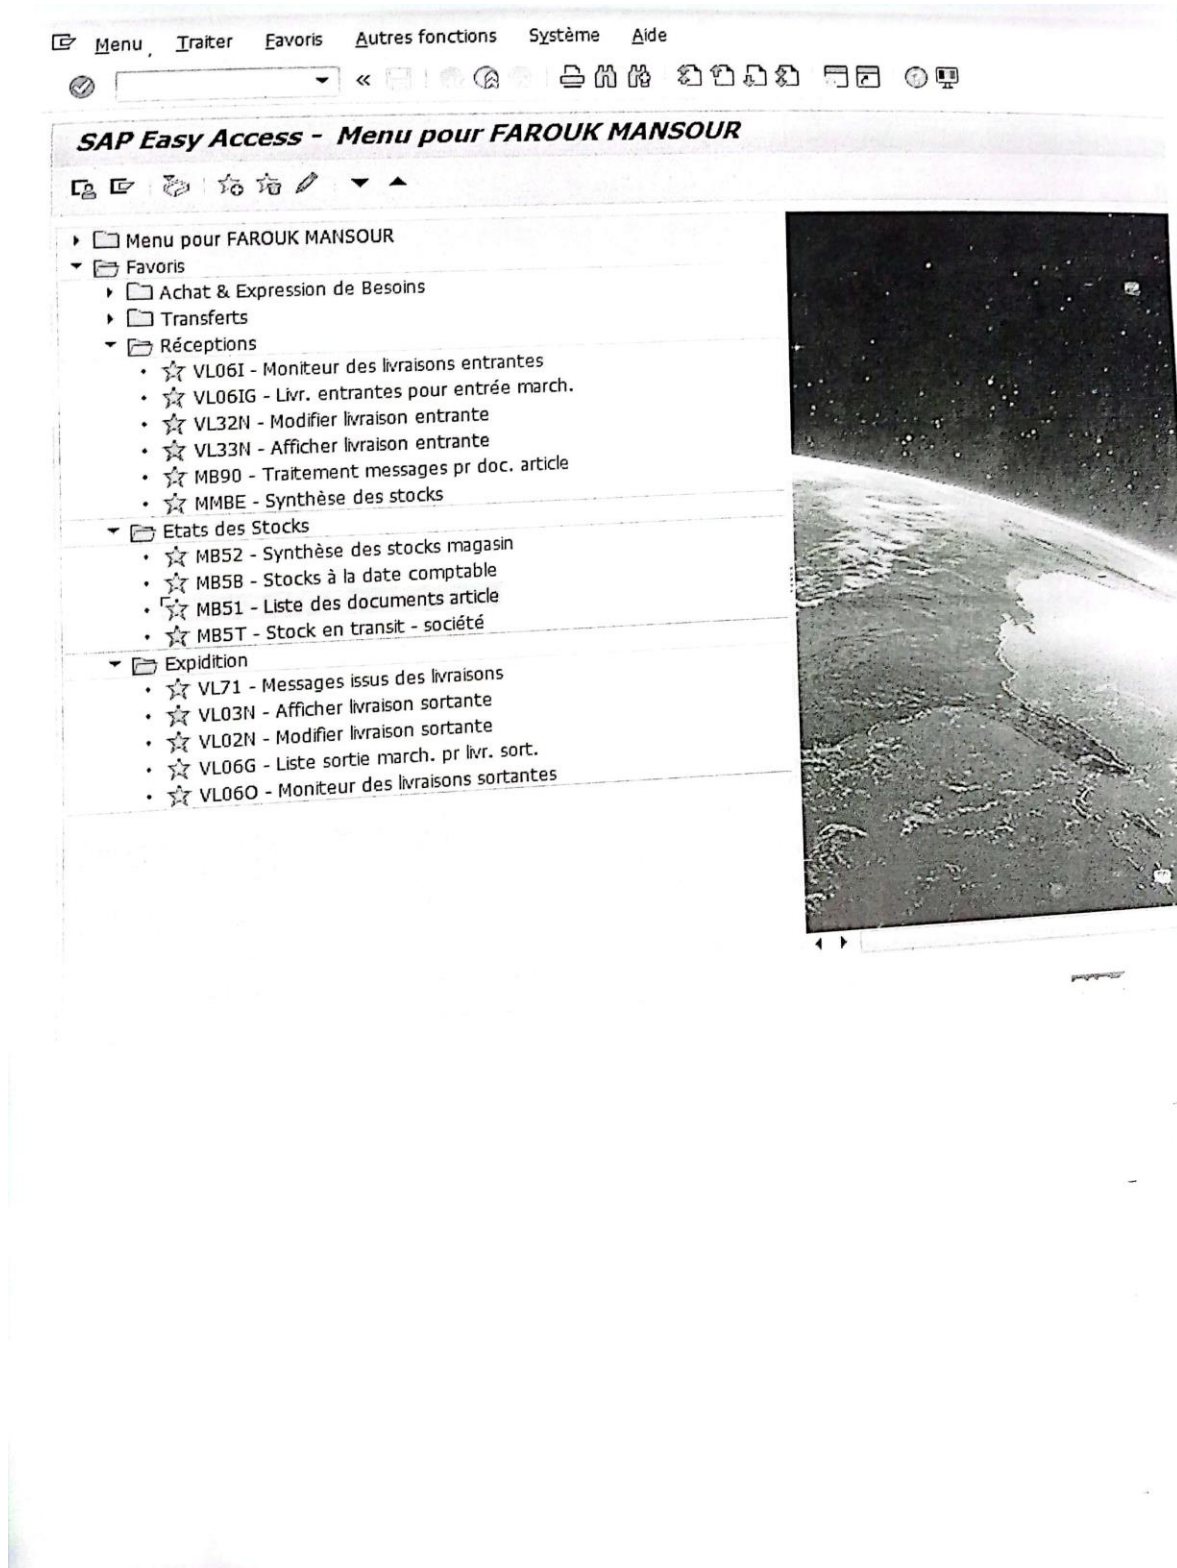 Menu Traiter Favoris Autres fonctions Système Aide
SAP Easy Access - Menu pour FAROUK MANSOUR
Menu pour FAROUK MANSOUR
Favoris
Achat & Expression de Besoins
Transferts
Réceptions
VL06I - Moniteur des livraisons entrantes
VL06IG - Livr. entrantes pour entrée march.
VL32N - Modifier livraison entrante
VL33N - Afficher livraison entrante
MB90 - Traitement messages pr doc. article
MMBE - Synthèse des stocks
Etats des Stocks
MB52 - Synthèse des stocks magasin
MB5B - Stocks à la date comptable
MB51 - Liste des documents article
MB5T - Stock en transit - société
Expidition
VL71 - Messages issus des livraisons
VL03N - Afficher livraison sortante
VL02N - Modifier livraison sortante
VL06G - Liste sortie march. pr livr. sort.
VL06O - Moniteur des livraisons sortantes